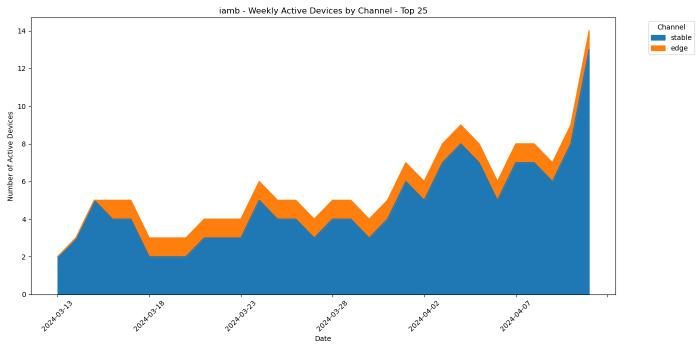 iamb - Weekly Active Devices by Channel - Top 25
Number of Active Devices
14
12
10
8
6
4
2
0
2024-03-13
2024-03-18
2024-03-23
2024-03-28
2024-04-02
2024-04-07
Date
Channel
stable
edge